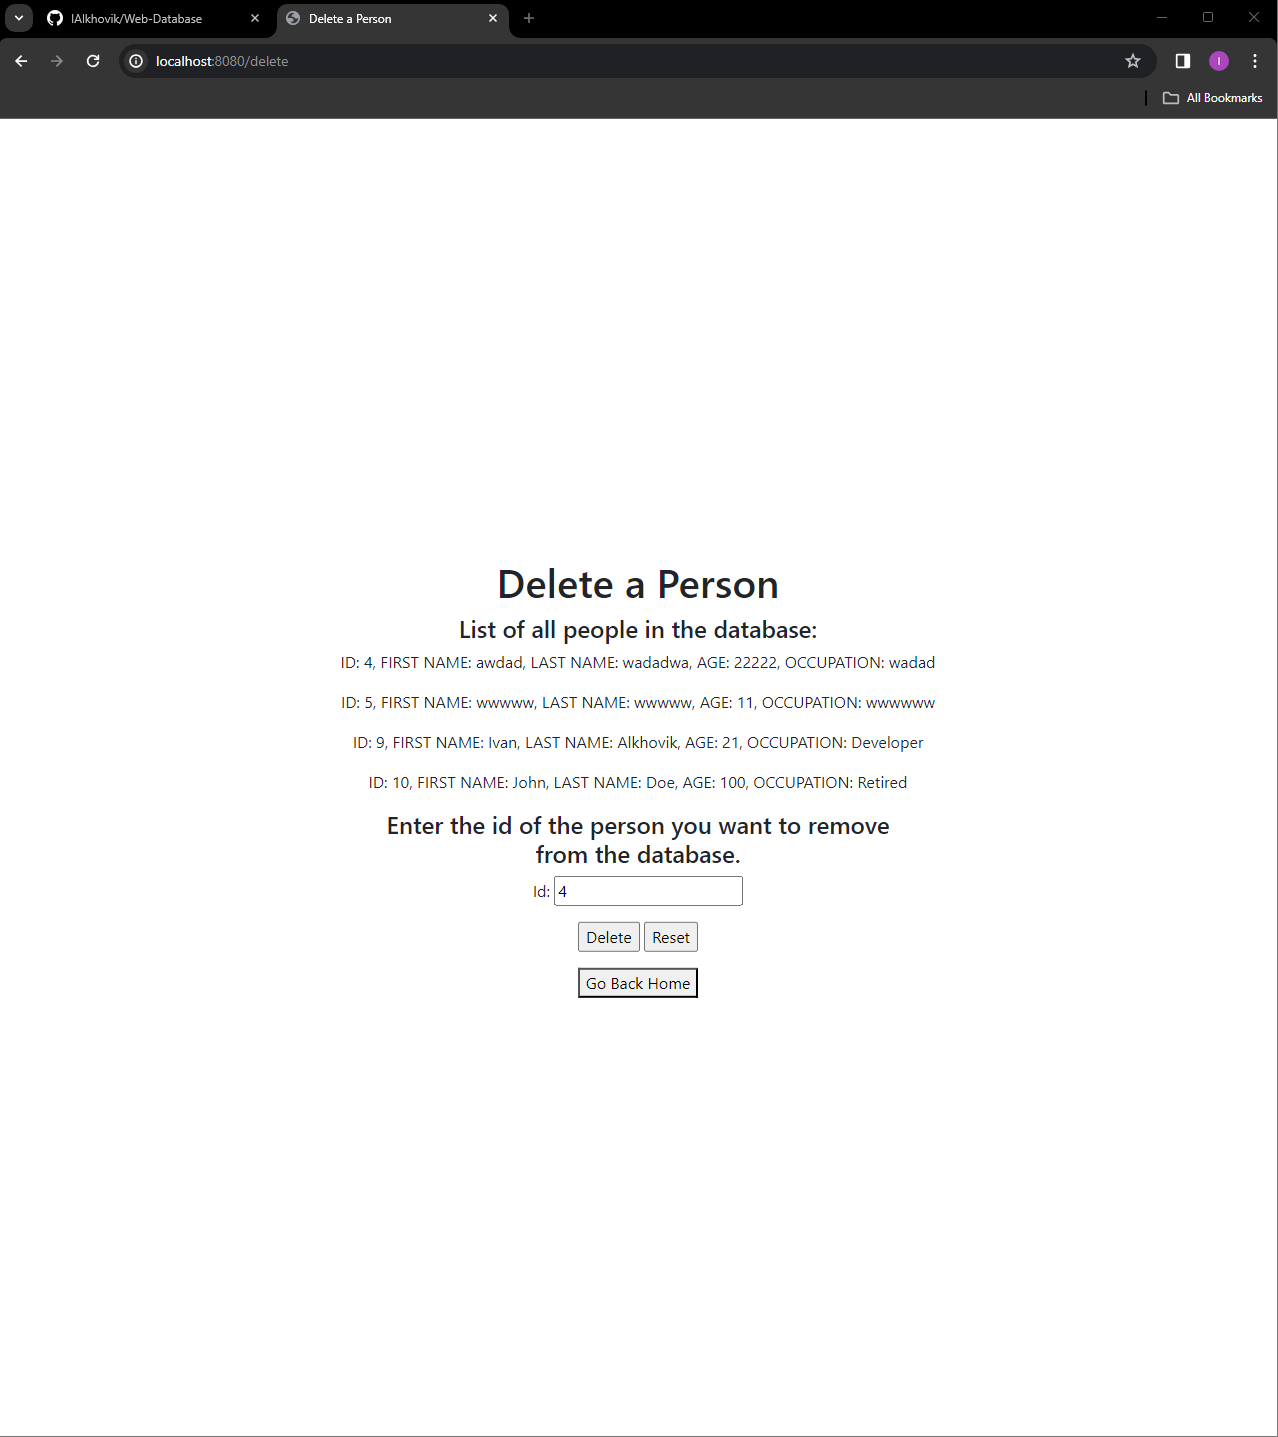 IAlkhovik/Web-Database
Delete a Person
localhost:8080/delete
I
All Bookmarks
Delete a Person
List of all people in the database:
ID: 4, FIRST NAME: awdad, LAST NAME: wadadwa, AGE: 22222, OCCUPATION: wadad
ID: 5, FIRST NAME: wwwww, LAST NAME: wwwww, AGE: 11, OCCUPATION: wwwwww
ID: 9, FIRST NAME: Ivan, LAST NAME: Alkhovik, AGE: 21, OCCUPATION: Developer
ID: 10, FIRST NAME: John, LAST NAME: Doe, AGE: 100, OCCUPATION: Retired
Enter the id of the person you want to remove
from the database.
Id: 4
Delete Reset
Go Back Home